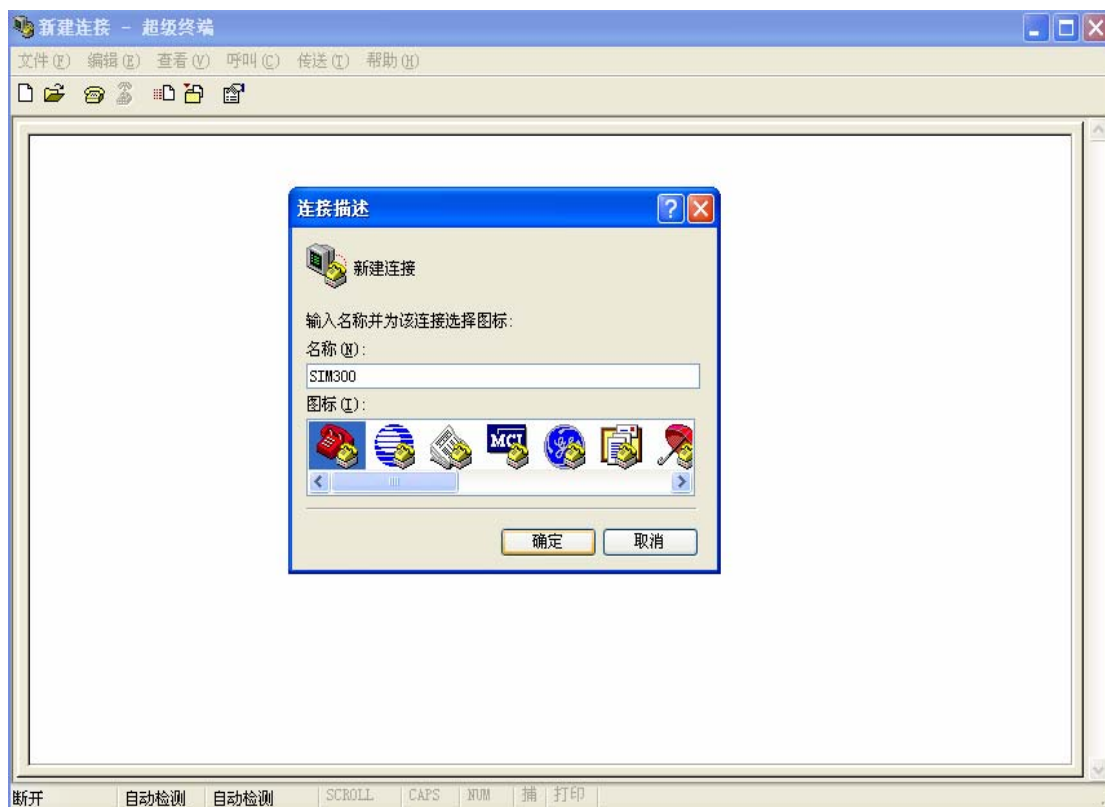 新建连接 - 超级终端
文件(F) 编辑(E) 查看(V) 呼叫(C) 传送(T) 帮助(H)
连接描述
新建连接
输入名称并为该连接选择图标:
名称(N):
SIM300
图标(I):
MCI
确定 取消
断开 自动检测 自动检测 SCROLL CAPS NUM 捕 打印